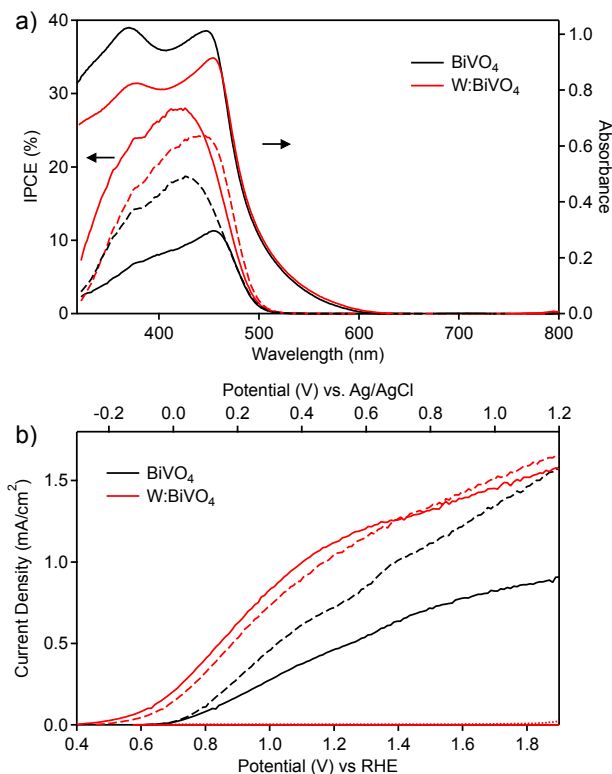 a)
40
30
20
10
0
IPCE (%)
BiVO4
W:BiVO4
1.0
0.8
0.6
0.4
0.2
0.0
Absorbance
400 500 600 700 800
Wavelength (nm)
b)
Potential (V) vs. Ag/AgCl
-0.2 0.0 0.2 0.4 0.6 0.8 1.0 1.2
BiVO4
W:BiVO4
1.5
1.0
0.5
0.0
Current Density (mA/cm2)
0.4 0.6 0.8 1.0 1.2 1.4 1.6 1.8
Potential (V) vs RHE